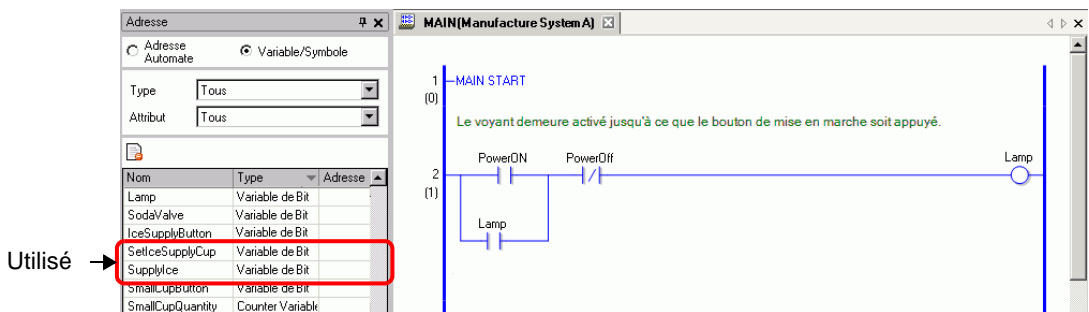 Adresse
Adresse Automate
Variable/Symbole
Type Tous
Attribut Tous
Nom Type Adresse
Lamp Variable de Bit
SodaValve Variable de Bit
IceSupplyButton Variable de Bit
SetIceSupplyCup Variable de Bit
SupplyIce Variable de Bit
SmallCupButton Variable de Bit
SmallCupQuantity Counter Variable
Utilisé
MAIN(Manufacture System A)
1 MAIN START
(0)
Le voyant demeure activé jusqu'à ce que le bouton de mise en marche soit appuyé.
PowerON PowerOff Lamp
2
(1)
Lamp